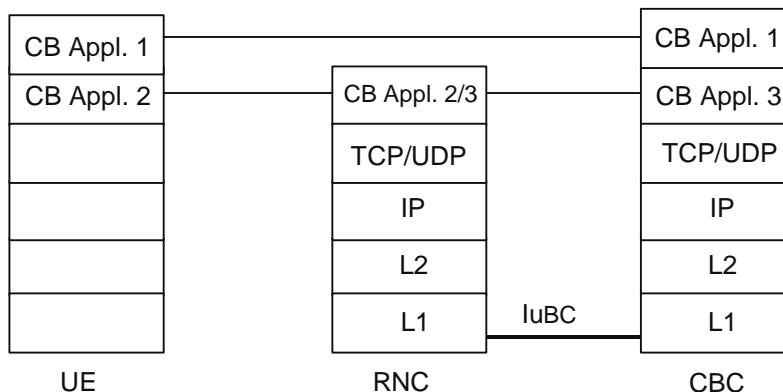 CB Appl. 1
CB Appl. 2
UE
CB Appl. 2/3
TCP/UDP
IP
L2
L1
RNC
IuBC
CB Appl. 1
CB Appl. 3
TCP/UDP
IP
L2
L1
CBC